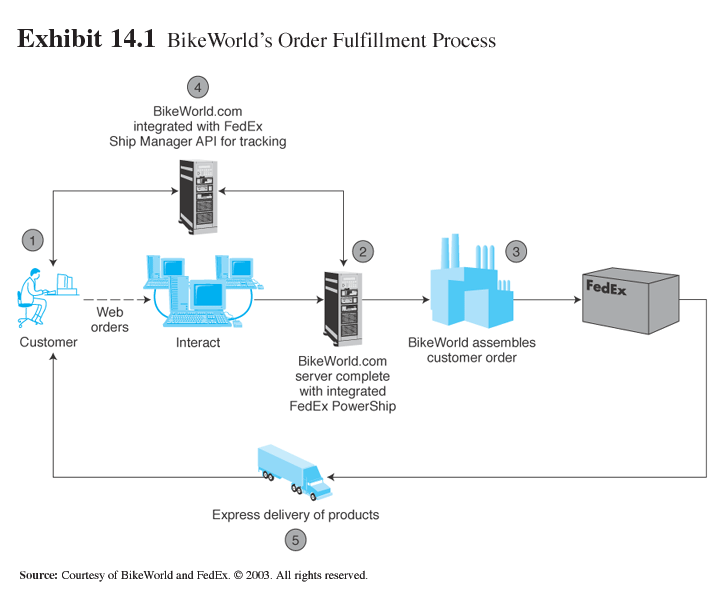 Exhibit 14.1 BikeWorld's Order Fulfillment Process
4
BikeWorld.com
integrated with FedEx
Ship Manager API for tracking
1
2
3
FedEx
Web
orders
Customer
Interact
BikeWorld assembles
customer order
BikeWorld.com
server complete
with integrated
FedEx PowerShip
Express delivery of products
5
Source: Courtesy of BikeWorld and FedEx. © 2003. All rights reserved.